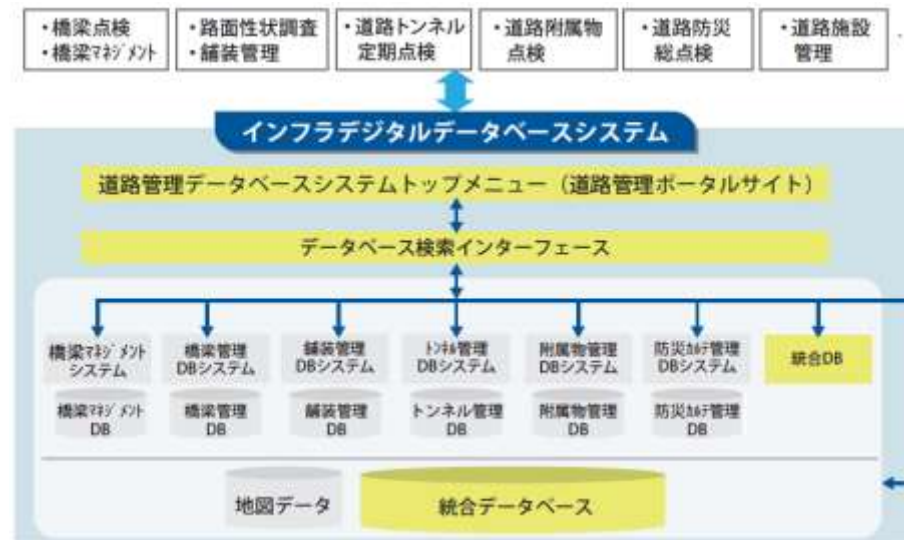 ・橋梁点検
・橋梁ﾏﾈｼﾞﾒﾝﾄ
・路面性状調査
・舗装管理
・道路トンネル
定期点検
・道路附属物
点検
・道路防災
総点検
・道路施設
管理
インフラデジタルデータベースシステム
道路管理データベースシステムトップメニュー（道路管理ポータルサイト）
データベース検索インターフェース
橋梁ﾏﾈｼﾞﾒﾝﾄ
システム
橋梁管理
DBシステム
舗装管理
DBシステム
ﾄﾝﾈﾙ管理
DBシステム
附属物管理
DBシステム
防災ｶﾙﾃ管理
DBシステム
統合DB
橋梁ﾏﾈｼﾞﾒﾝﾄ
DB
橋梁管理
DB
舗装管理
DB
トンネル管理
DB
附属物管理
DB
防災ｶﾙﾃ管理
DB
地図データ
統合データベース